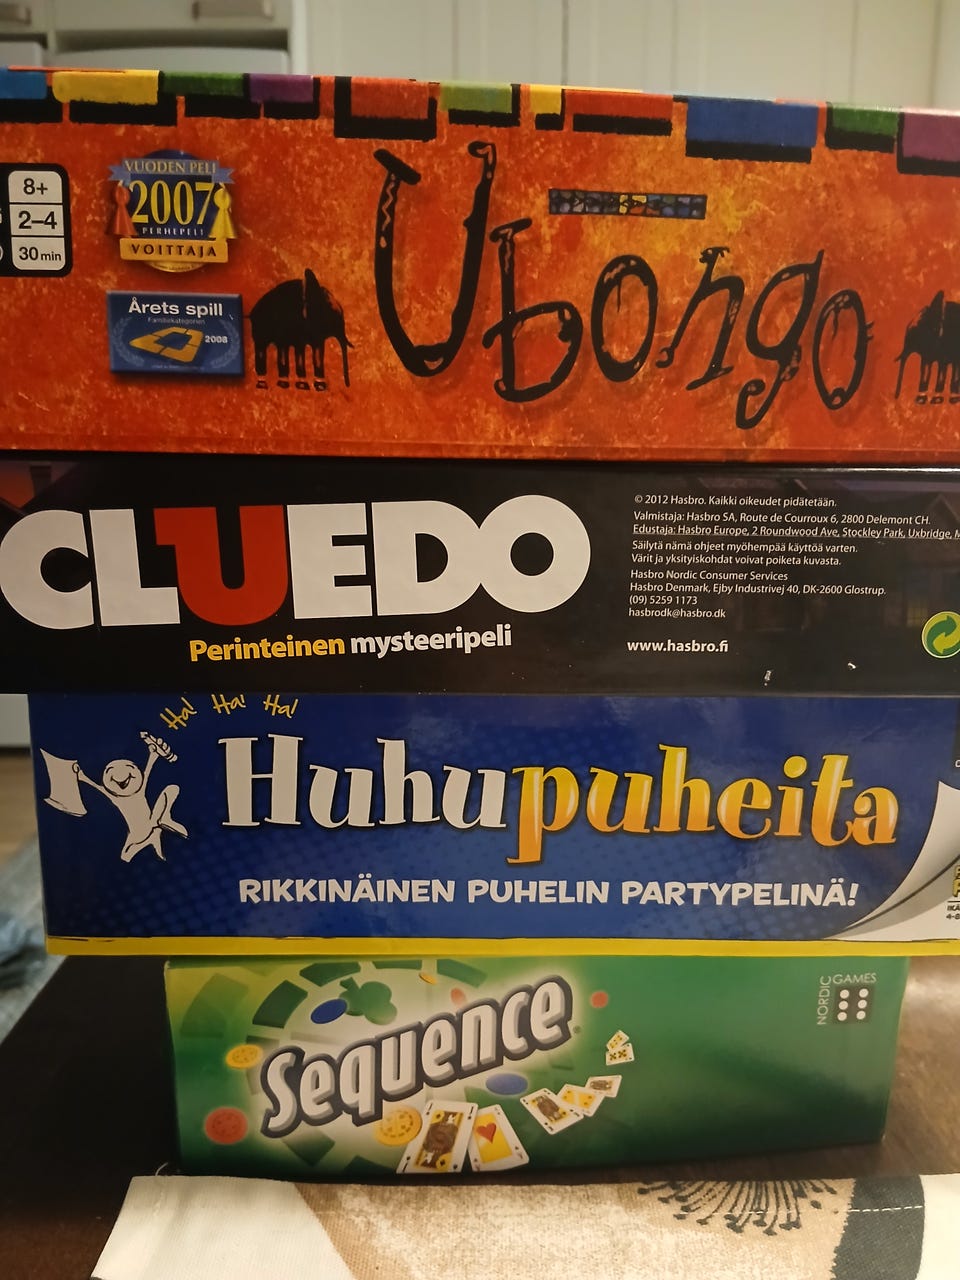 8+
2–4
30 min
VUODEN PELI
2007
PERHEPELI
VOITTAJA
Årets spill
Familiekategorien
2008
Ubongo
CLUEDO
Perinteinen mysteeripeli
© 2012 Hasbro. Kaikki oikeudet pidätetään.
Valmistaja: Hasbro SA, Route de Courroux 6, 2800 Delemont CH.
Edustaja: Hasbro Europe, 2 Roundwood Ave, Stockley Park, Uxbridge,
Säilytä nämä ohjeet myöhempää käyttöä varten.
Värit ja yksityiskohdat voivat poiketa kuvasta.
Hasbro Nordic Consumer Services
Hasbro Denmark, Ejby Industrivej 40, DK-2600 Glostrup.
(09) 5259 1173
hasbrodk@hasbro.dk
www.hasbro.fi
Ha! Ha! Ha!
Huhupuheita
RIKKINÄINEN PUHELIN PARTYPELINÄ!
Sequence
NORDIC GAMES